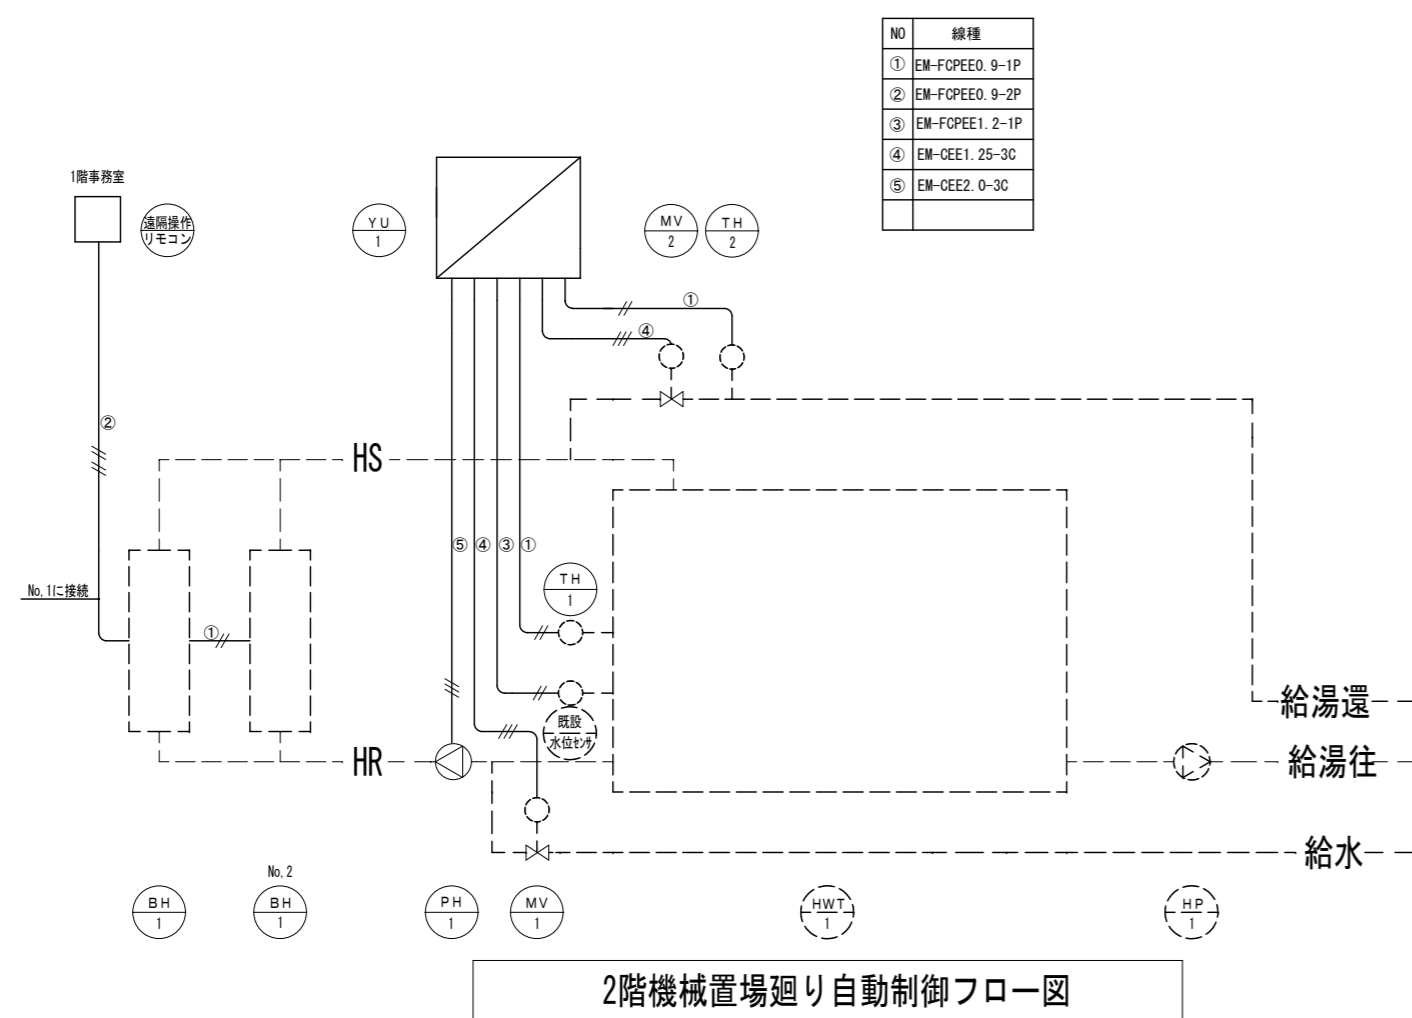 NO 線種
① EM-FCPEE0.9-1P
② EM-FCPEE0.9-2P
③ EM-FCPEE1.2-1P
④ EM-CEE1.25-3C
⑤ EM-CEE2.0-3C
1階事務室
遠隔操作
リモコン
YU
1
MV
2
TH
2
①
④
②
HS
⑤ ④ ③ ①
TH
1
No,1に接続
①
既設
水位センサ
HR
給湯還
給湯往
給水
No,2
BH
1
BH
1
PH
1
MV
1
HWT
1
HP
1
2階機械置場廻り自動制御フロー図